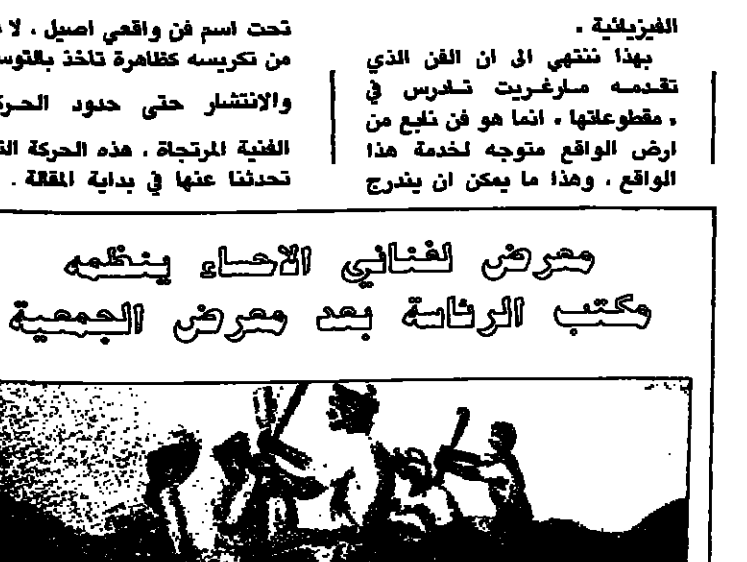 الفيزيائية .
بهذا ننتهي الى ان الفن الذي
تقدمه مارغريت تادرس في
« مقطوعاتها » انما هو فن نابع من
ارض الواقع متوجه لخدمة هذا
الواقع ، وهذا ما يمكن ان يندرج
تحت اسم فن واقعي اصيل ، لا
من تكريسه كظاهرة تاخذ بالتوسع
والانتشار حتى حدود الحركة
الفنية المرتجاة ، هذه الحركة التي
تحدثنا عنها في بداية المقالة .
معرض لفناني الاحساء ينظمه
مكتب الرئاسة بعد معرض الجمعية